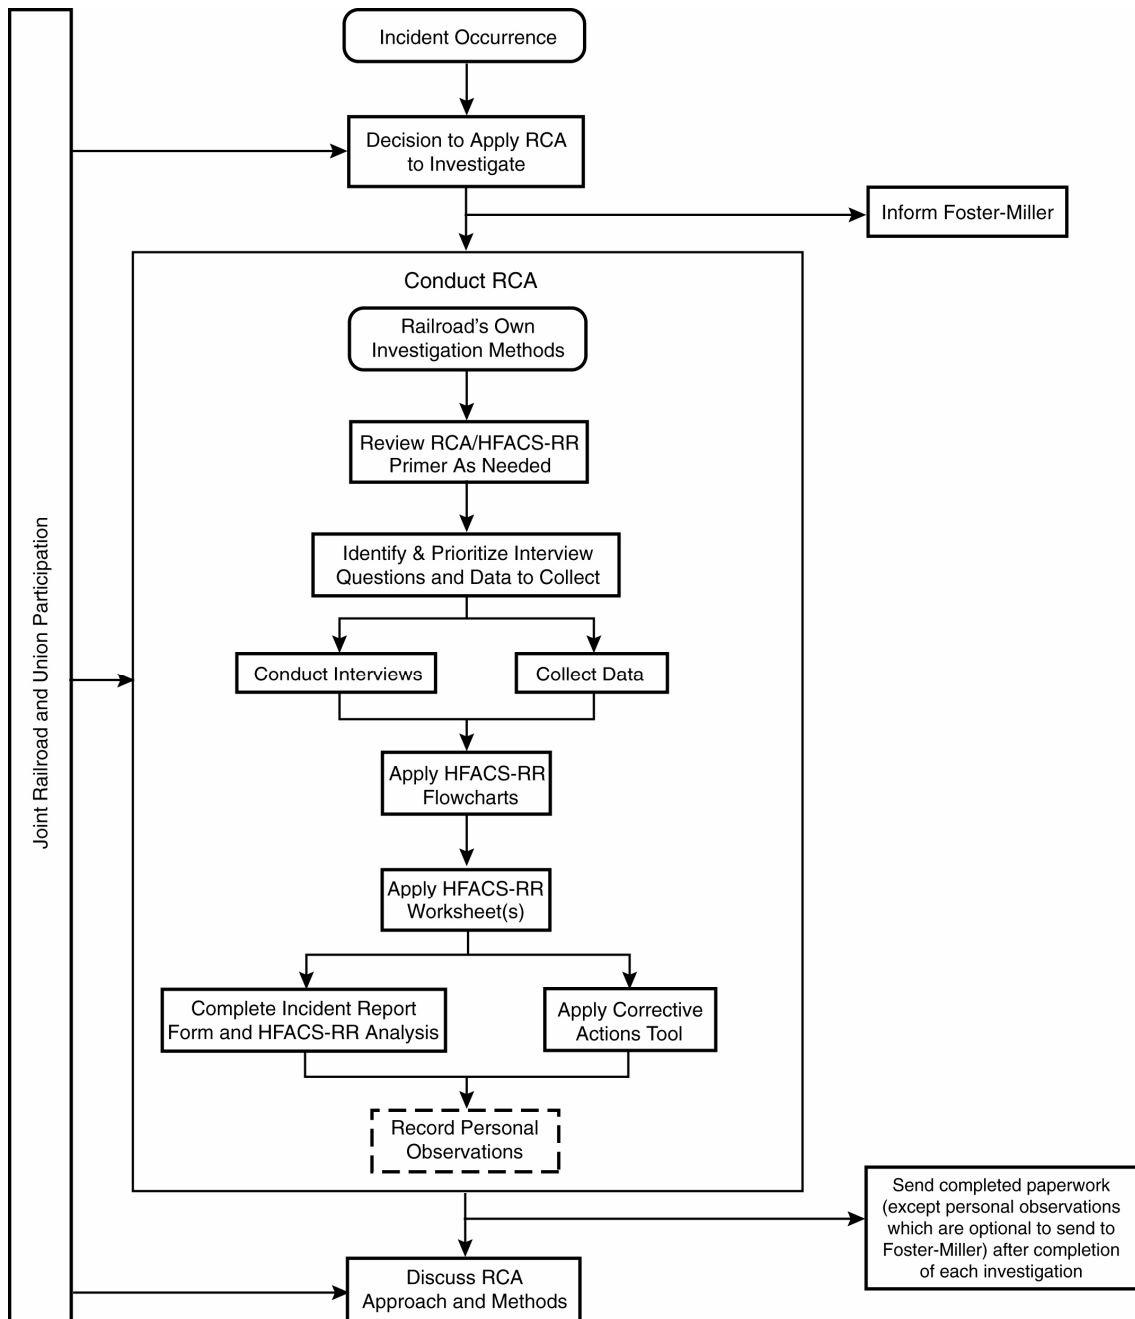 Incident Occurrence
Decision to Apply RCA
to Investigate
Inform Foster-Miller
Conduct RCA
Railroad's Own
Investigation Methods
Review RCA/HFACS-RR
Primer As Needed
Identify & Prioritize Interview
Questions and Data to Collect
Conduct Interviews
Collect Data
Joint Railroad and Union Participation
Apply HFACS-RR
Flowcharts
Apply HFACS-RR
Worksheet(s)
Complete Incident Report
Form and HFACS-RR Analysis
Apply Corrective
Actions Tool
Record Personal
Observations
Send completed paperwork
(except personal observations
which are optional to send to
Foster-Miller) after completion
of each investigation
Discuss RCA
Approach and Methods